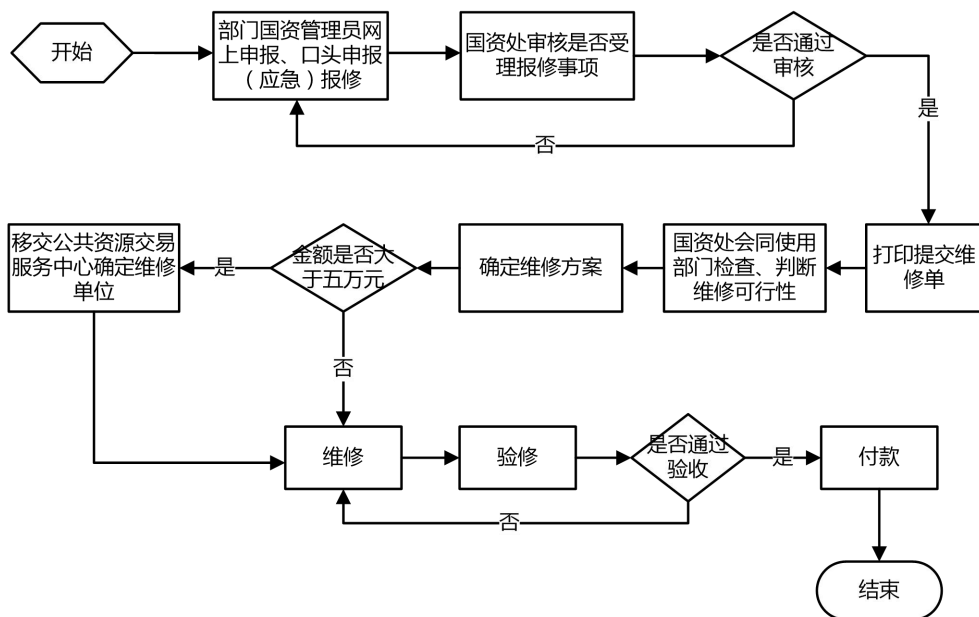 开始
部门国资管理员网
上申报、口头申报
（应急）报修
国资处审核是否受
理报修事项
是否通过
审核
否
是
移交公共资源交易
服务中心确定维修
单位
是
金额是否大
于五万元
确定维修方案
国资处会同使用
部门检查、判断
维修可行性
打印提交维
修单
否
维修
验修
是否通过
验收
是
付款
否
结束